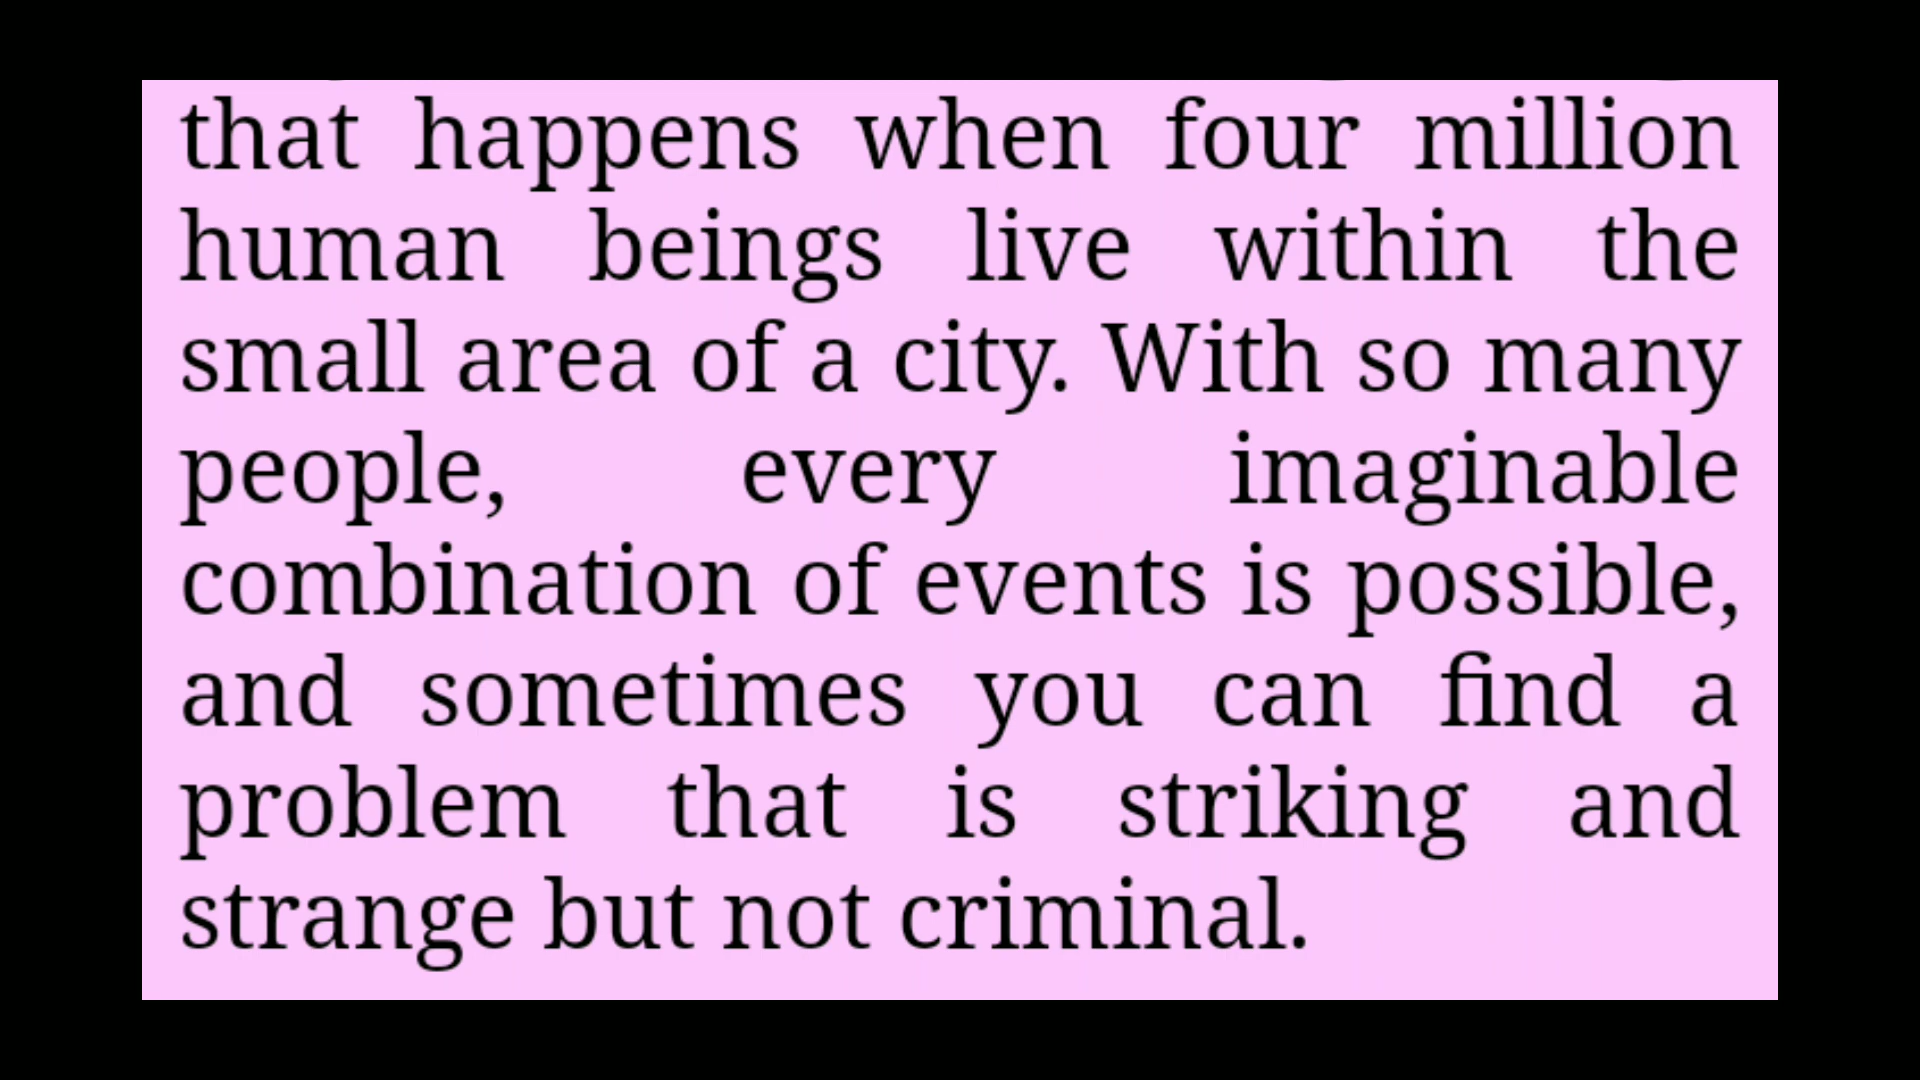 that happens when four million
human beings live within the
small area of a city. With so many
people, every imaginable
combination of events is possible,
and sometimes you can find a
problem that is striking and
strange but not criminal.